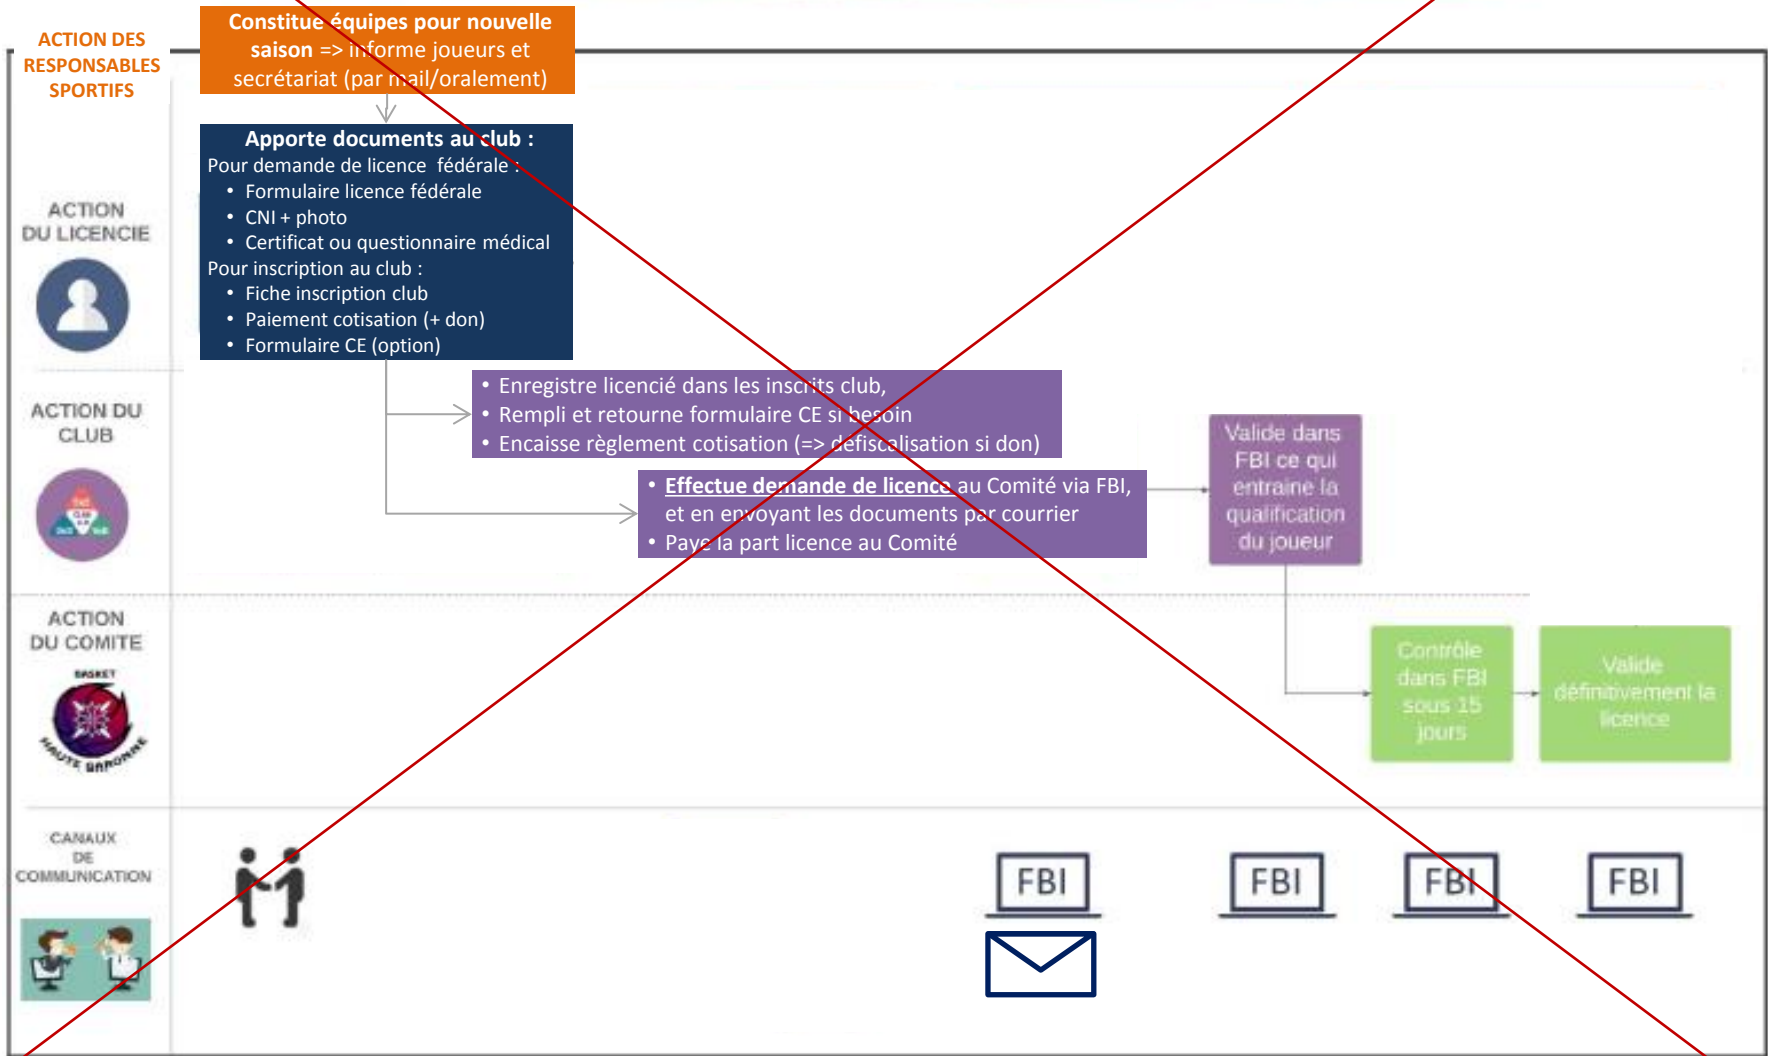 ACTION DES
RESPONSABLES
SPORTIFS
Constitue équipes pour nouvelle
saison => informe joueurs et
secrétariat (par mail/oralement)
ACTION
DU LICENCIE
Apporte documents au club :
Pour demande de licence fédérale :
• Formulaire licence fédérale
• CNI + photo
• Certificat ou questionnaire médical
Pour inscription au club :
• Fiche inscription club
• Paiement cotisation (+ don)
• Formulaire CE (option)
ACTION DU
CLUB
• Enregistre licencié dans les inscrits club,
• Rempli et retourne formulaire CE si besoin
• Encaisse règlement cotisation (=> défiscalisation si don)
• Effectue demande de licence au Comité via FBI,
et en envoyant les documents par courrier
• Paye la part licence au Comité
Valide dans
FBI ce qui
entraine la
qualification
du joueur
ACTION
DU COMITE
BASKET
HAUTE GARONNE
Contrôle
dans FBI
sous 15
jours
Valide
définitivement la
licence
CANAUX
DE
COMMUNICATION
FBI
FBI
FBI
FBI